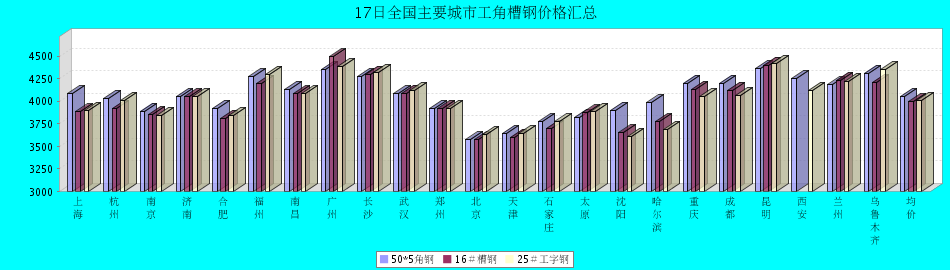 17日全国主要城市工角槽钢价格汇总
4500
4250
4000
3750
3500
3250
3000
上海
杭州
南京
济南
合肥
福州
南昌
广州
长沙
武汉
郑州
北京
天津
石家庄
太原
沈阳
哈尔滨
重庆
成都
昆明
西安
兰州
乌鲁木齐
均价
50*5角钢 16#槽钢 25#工字钢